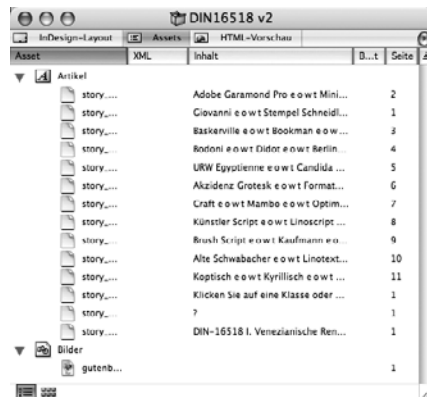 DIN16518 v2
InDesign-Layout Assets HTML-Vorschau
Asset XML Inhalt B...t Seite
Artikel
story_... Adobe Garamond Pro e o w t Mini... 2
story_... Giovanni e o w t Stempel Schneidl... 1
story_... Baskerville e o w t Bookman e o w... 3
story_... Bodoni e o w t Didot e o w t Berlin... 4
story_... URW Egyptienne e o w t Candida ... 5
story_... Akzidenz Grotesk e o w t Format... 6
story_... Craft e o w t Mambo e o w t Optim... 7
story_... Künstler Script e o w t Linoscript ... 8
story_... Brush Script e o w t Kaufmann e o... 9
story_... Alte Schwabacher e o w t Linotext... 10
story_... Koptisch e o w t Kyrillisch e o w t ... 11
story_... Klicken Sie auf eine Klasse oder ... 1
story_... ? 1
story_... DIN-16518 I. Venezianische Ren... 1
Bilder
gutenb... 1